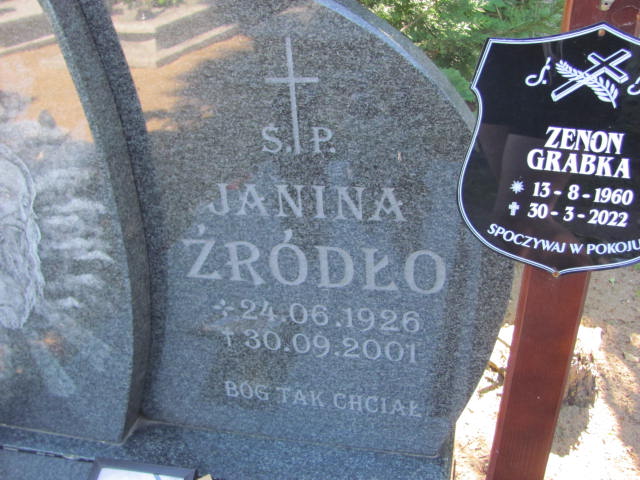 Ś.P.
JANINA
ŹRÓDŁO
24.06.1926
† 30.09.2001
BÓG TAK CHCIAŁ
Ś.
ZENON
GRABKA
* 13-8-1960
✝ 30-3-2022
SPOCZYWAJ W POKOJU